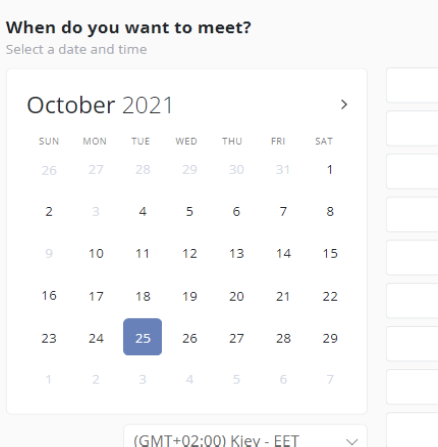 When do you want to meet?
Select a date and time
October 2021
SUN MON TUE WED THU FRI SAT
26 27 28 29 30 31 1
2 3 4 5 6 7 8
9 10 11 12 13 14 15
16 17 18 19 20 21 22
23 24 25 26 27 28 29
1 2 3 4 5 6 7
(GMT+02:00) Kiev - EET